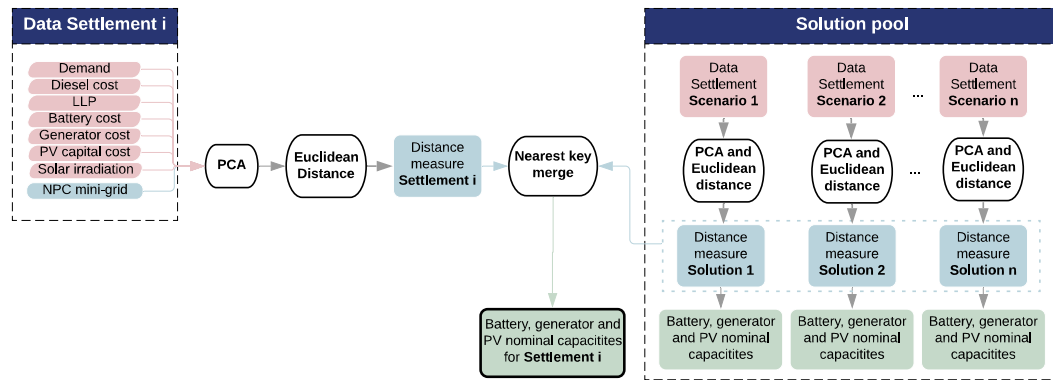 Data Settlement i
Demand
Diesel cost
LLP
Battery cost
Generator cost
PV capital cost
Solar irradiation
NPC mini-grid
PCA
Euclidean
Distance
Distance
measure
Settlement i
Nearest key
merge
Battery, generator and
PV nominal capacitites
for Settlement i
Solution pool
Data
Settlement
Scenario 1
Data
Settlement
Scenario 2
...
Data
Settlement
Scenario n
PCA and
Euclidean
distance
PCA and
Euclidean
distance
...
PCA and
Euclidean
distance
Distance
measure
Solution 1
Distance
measure
Solution 2
Distance
measure
Solution n
Battery, generator
and PV nominal
capacitites
Battery, generator
and PV nominal
capacitites
Battery, generator
and PV nominal
capacitites